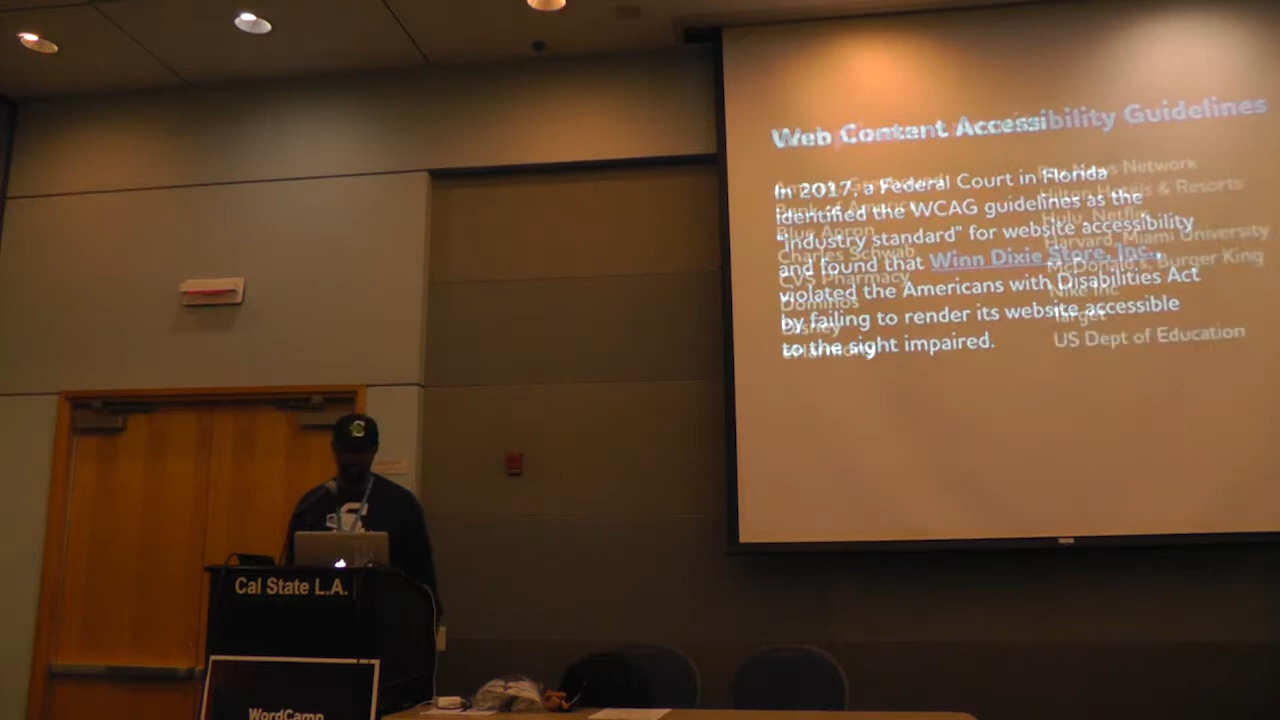 Web Content Accessibility Guidelines
In 2017, a Federal Court in Florida
identified the WCAG guidelines as the
"industry standard" for website accessibility
and found that Winn Dixie Store, Inc.,
violated the Americans with Disabilities Act
by failing to render its website accessible
to the sight impaired.
Bank of America
Blue Apron
Charles Schwab
CVS Pharmacy
Dominos
Disney
eHarmony
News Network
Hilton Hotels & Resorts
Hulu, Netflix
Harvard, Miami University
McDonald's, Burger King
Nike Inc
Target
US Dept of Education
Cal State L.A.
WordCamp